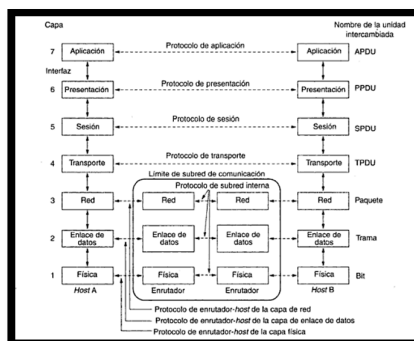 Capa
Nombre de la unidad
intercambiada
7 Aplicación Protocolo de aplicación Aplicación APDU
Interfaz
6 Presentación Protocolo de presentación Presentación PPDU
5 Sesión Protocolo de sesión Sesión SPDU
4 Transporte Protocolo de transporte Transporte TPDU
Límite de subred de comunicación
Protocolo de subred interna
3 Red Red Red Red Paquete
2 Enlace de datos Enlace de datos Enlace de datos Enlace de datos Trama
1 Física Física Física Física Bit
Host A Enrutador Enrutador Host B
Protocolo de enrutador-host de la capa de red
Protocolo de enrutador-host de la capa de enlace de datos
Protocolo de enrutador-host de la capa física